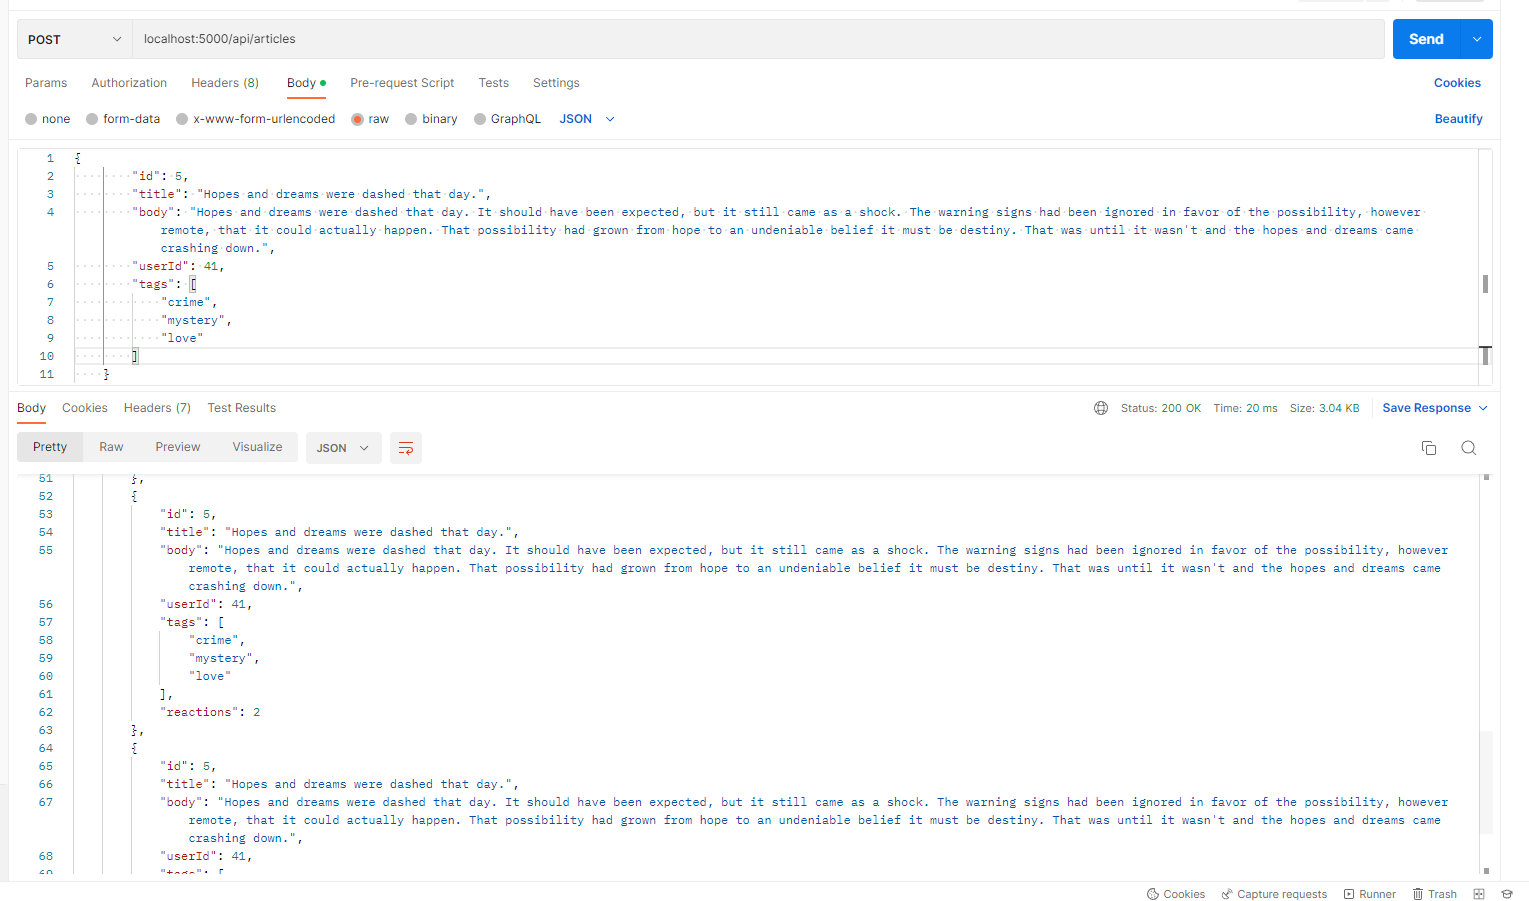 POST localhost:5000/api/articles Send
Params Authorization Headers (8) Body Pre-request Script Tests Settings Cookies
none form-data x-www-form-urlencoded raw binary GraphQL JSON Beautify
1 {
2 "id": 5,
3 "title": "Hopes and dreams were dashed that day.",
4 "body": "Hopes and dreams were dashed that day. It should have been expected, but it still came as a shock. The warning signs had been ignored in favor of the possibility, however
remote, that it could actually happen. That possibility had grown from hope to an undeniable belief it must be destiny. That was until it wasn't and the hopes and dreams came
crashing down.",
5 "userId": 41,
6 "tags": [
7 "crime",
8 "mystery",
9 "love"
10 ]
11 }
Body Cookies Headers (7) Test Results Status: 200 OK Time: 20 ms Size: 3.04 KB Save Response
Pretty Raw Preview Visualize JSON
51 },
52 {
53 "id": 5,
54 "title": "Hopes and dreams were dashed that day.",
55 "body": "Hopes and dreams were dashed that day. It should have been expected, but it still came as a shock. The warning signs had been ignored in favor of the possibility, however
remote, that it could actually happen. That possibility had grown from hope to an undeniable belief it must be destiny. That was until it wasn't and the hopes and dreams came
crashing down.",
56 "userId": 41,
57 "tags": [
58 "crime",
59 "mystery",
60 "love"
61 ],
62 "reactions": 2
63 },
64 {
65 "id": 5,
66 "title": "Hopes and dreams were dashed that day.",
67 "body": "Hopes and dreams were dashed that day. It should have been expected, but it still came as a shock. The warning signs had been ignored in favor of the possibility, however
remote, that it could actually happen. That possibility had grown from hope to an undeniable belief it must be destiny. That was until it wasn't and the hopes and dreams came
crashing down.",
68 "userId": 41,
69 "tags": [
Cookies Capture requests Runner Trash